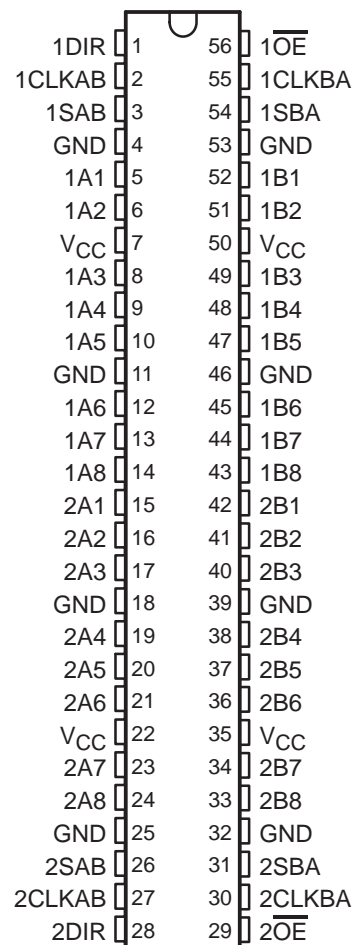 1DIR 1 56 1O̅E̅
1CLKAB 2 55 1CLKBA
1SAB 3 54 1SBA
GND 4 53 GND
1A1 5 52 1B1
1A2 6 51 1B2
VCC 7 50 VCC
1A3 8 49 1B3
1A4 9 48 1B4
1A5 10 47 1B5
GND 11 46 GND
1A6 12 45 1B6
1A7 13 44 1B7
1A8 14 43 1B8
2A1 15 42 2B1
2A2 16 41 2B2
2A3 17 40 2B3
GND 18 39 GND
2A4 19 38 2B4
2A5 20 37 2B5
2A6 21 36 2B6
VCC 22 35 VCC
2A7 23 34 2B7
2A8 24 33 2B8
GND 25 32 GND
2SAB 26 31 2SBA
2CLKAB 27 30 2CLKBA
2DIR 28 29 2O̅E̅